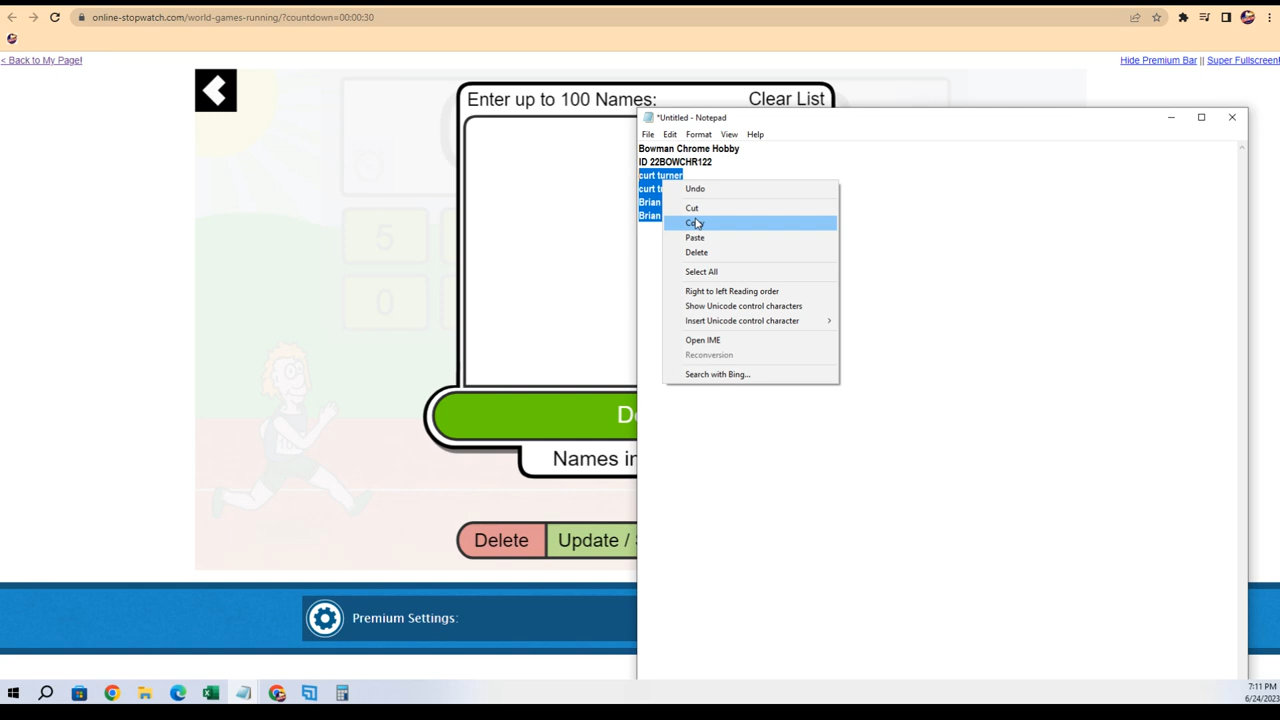 online-stopwatch.com/world-games-running/?countdown=00:00:30
< Back to My Page!
Hide Premium Bar || Super Fullscreen!
Enter up to 100 Names:
Clear List
*Untitled - Notepad
File Edit Format View Help
Bowman Chrome Hobby
ID 22BOWCHR122
curt turner
curt
Brian
Brian
Undo
Cut
Copy
Paste
Delete
Select All
Right to left Reading order
Show Unicode control characters
Insert Unicode control character
Open IME
Reconversion
Search with Bing...
5
0
Names in
Delete
Update /
Premium Settings:
7:11 PM
6/24/2023